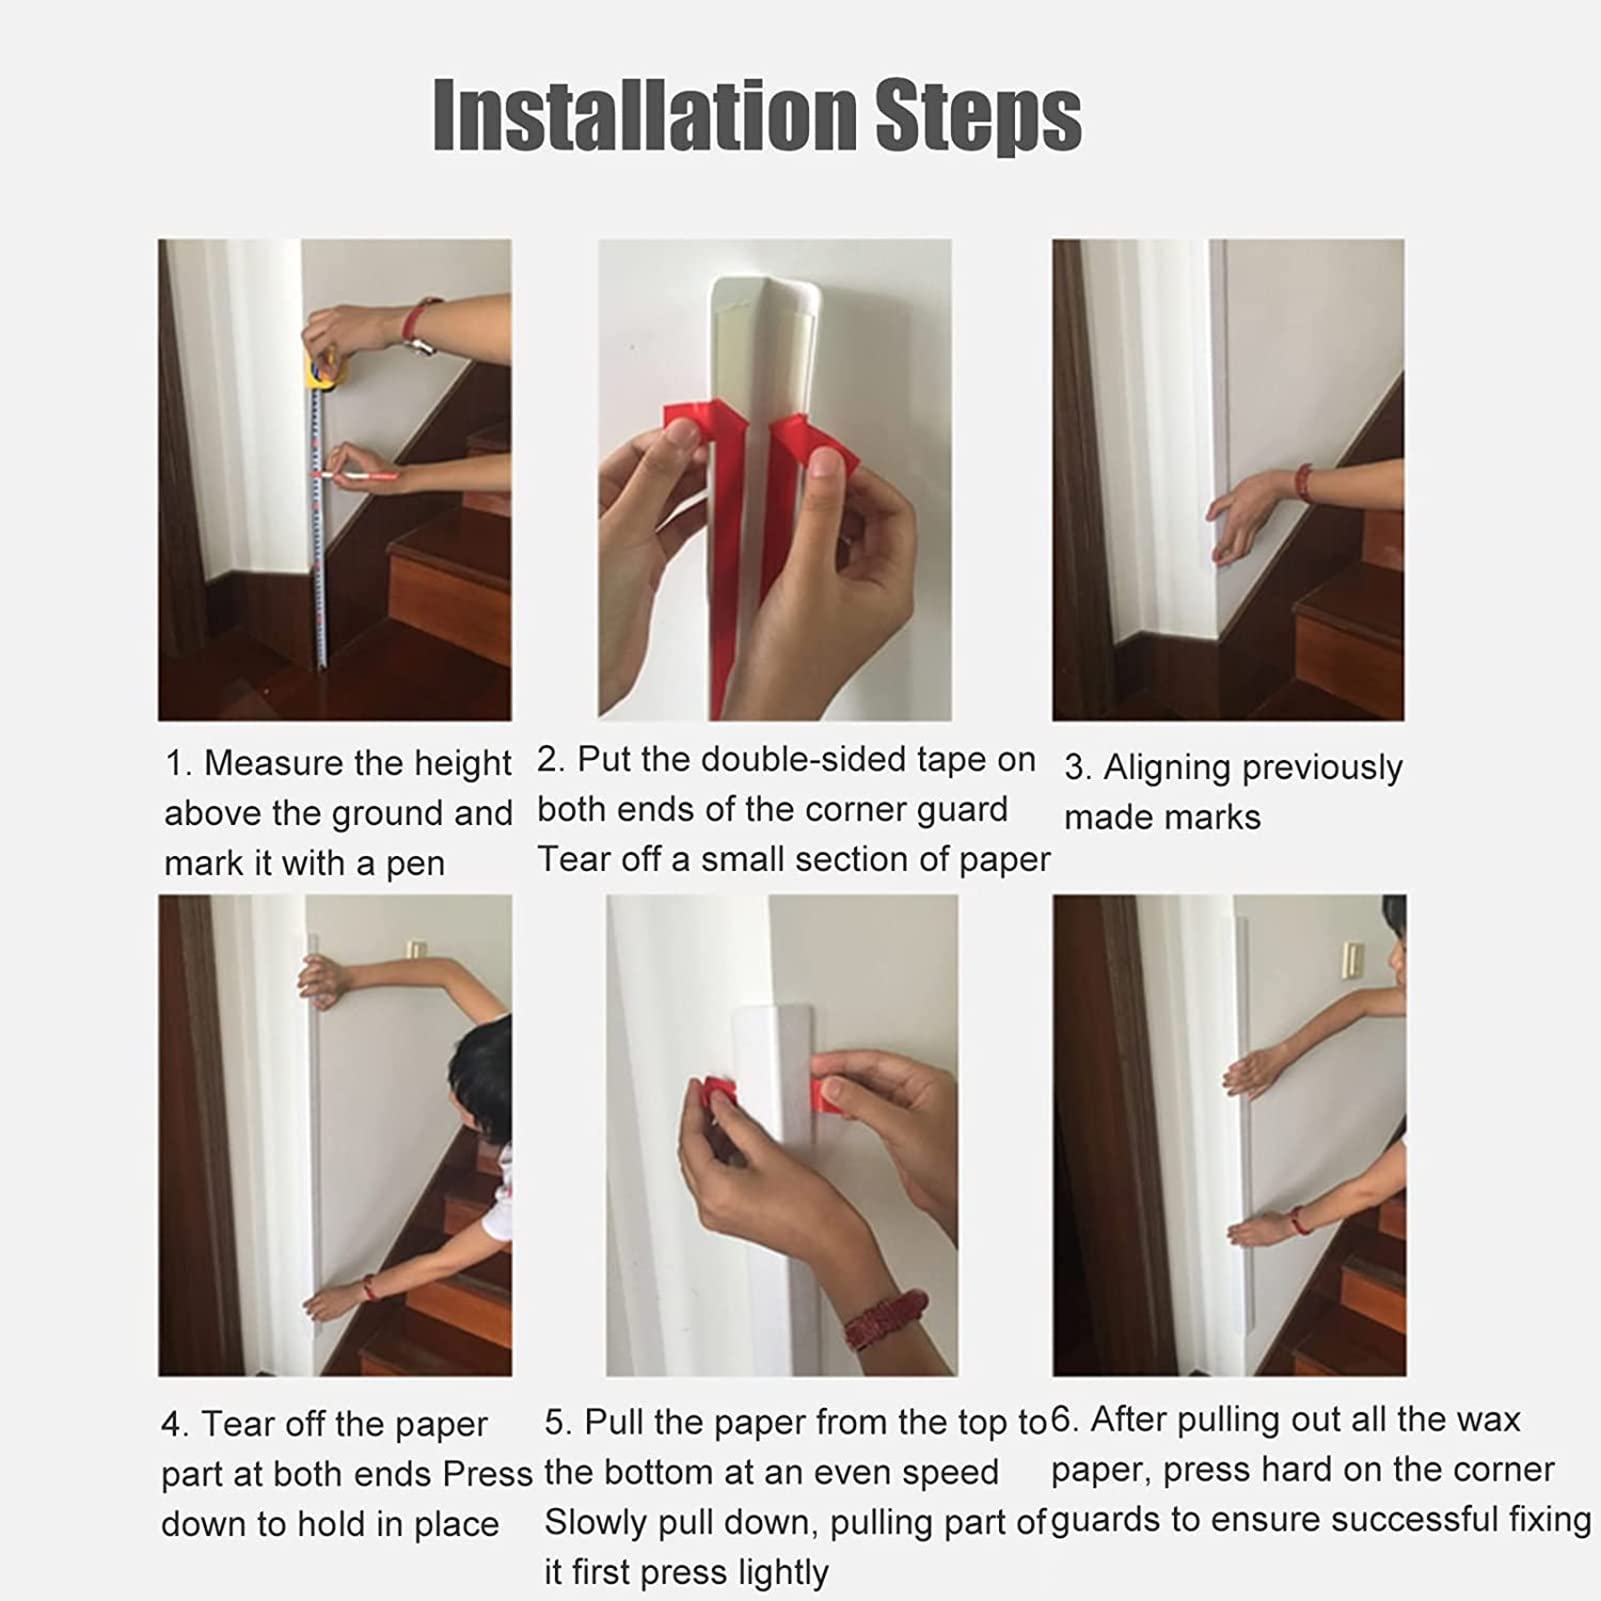 Installation Steps
1. Measure the height
above the ground and
mark it with a pen
2. Put the double-sided tape on
both ends of the corner guard
Tear off a small section of paper
3. Aligning previously
made marks
4. Tear off the paper
part at both ends Press
down to hold in place
5. Pull the paper from the top to
the bottom at an even speed
Slowly pull down, pulling part of
it first press lightly
6. After pulling out all the wax
paper, press hard on the corner
guards to ensure successful fixing